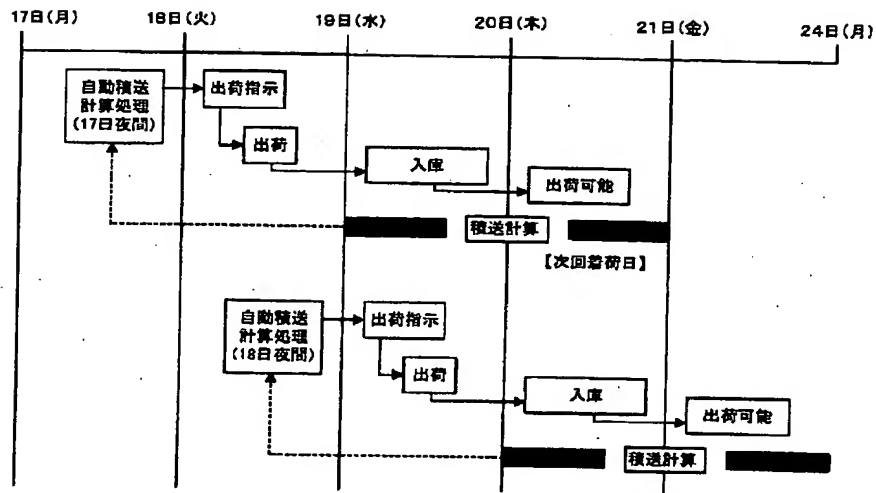 17日(月)
18日(火)
19日(水)
20日(木)
21日(金)
24日(月)
自動積送
計算処理
(17日夜間)
出荷指示
出荷
入庫
出荷可能
積送計算
【次回着荷日】
自動積送
計算処理
(18日夜間)
出荷指示
出荷
入庫
出荷可能
積送計算